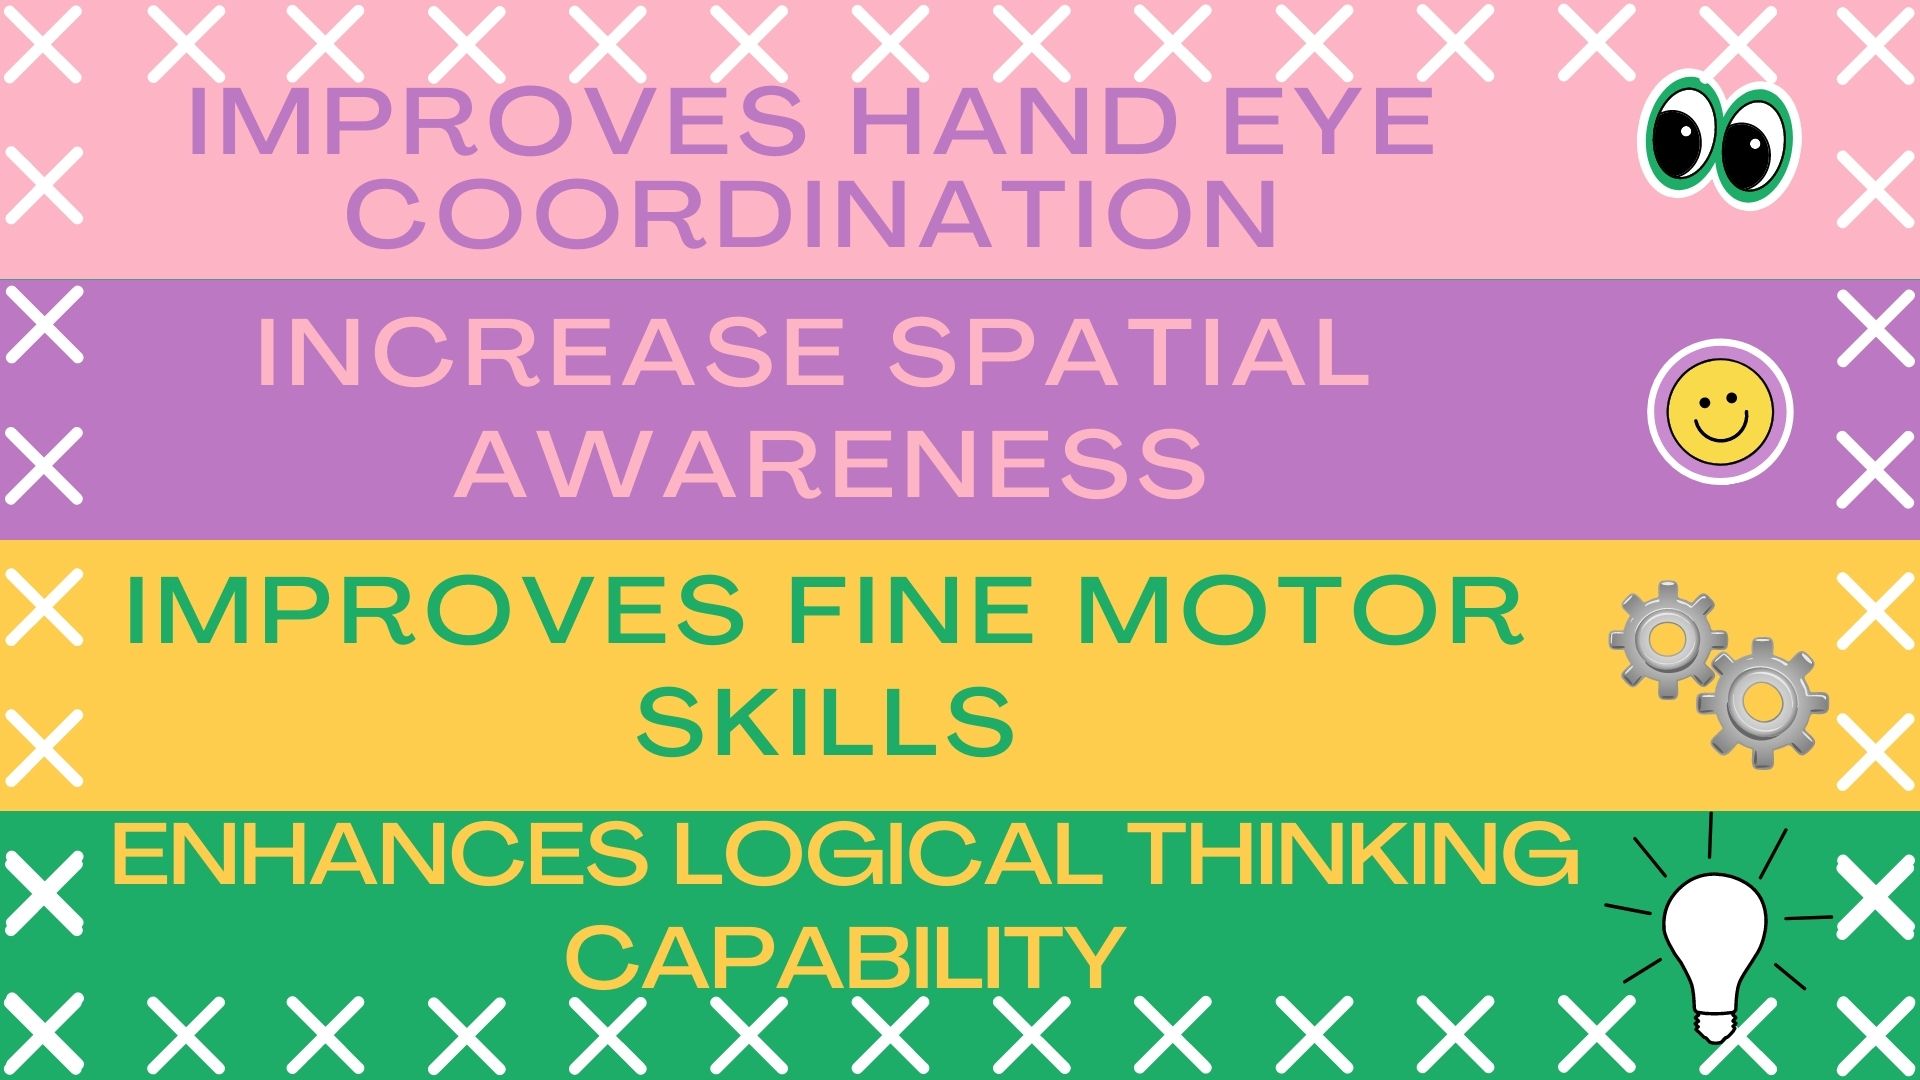 IMPROVES HAND EYE
COORDINATION
INCREASE SPATIAL
AWARENESS
IMPROVES FINE MOTOR
SKILLS
ENHANCES LOGICAL THINKING
CAPABILITY